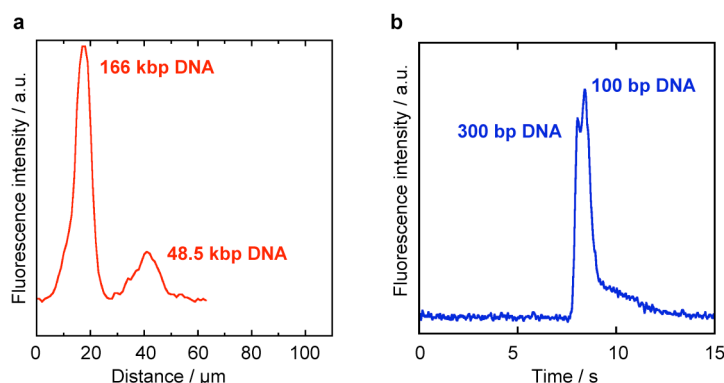 a
Fluorescence intensity / a.u.
166 kbp DNA
48.5 kbp DNA
0 20 40 60 80 100
Distance / µm
b
Fluorescence intensity / a.u.
100 bp DNA
300 bp DNA
0 5 10 15
Time / s